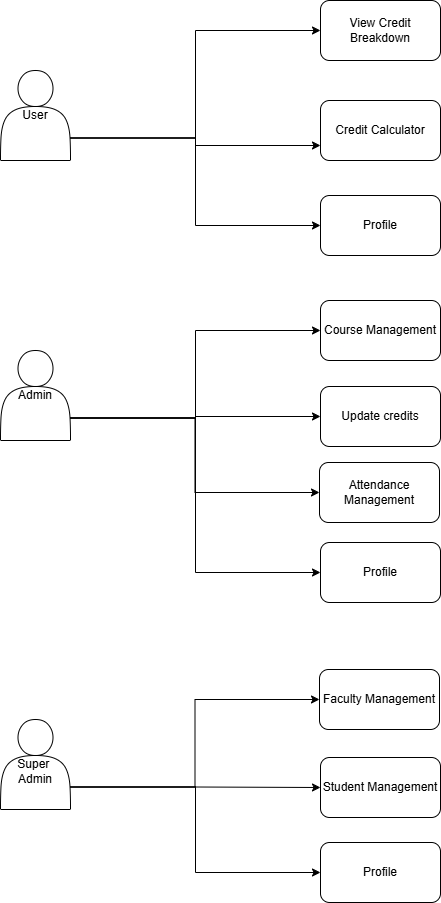 View Credit
Breakdown
User
Credit Calculator
Profile
Course Management
Admin
Update credits
Attendance
Management
Profile
Faculty Management
Super
Admin
Student Management
Profile